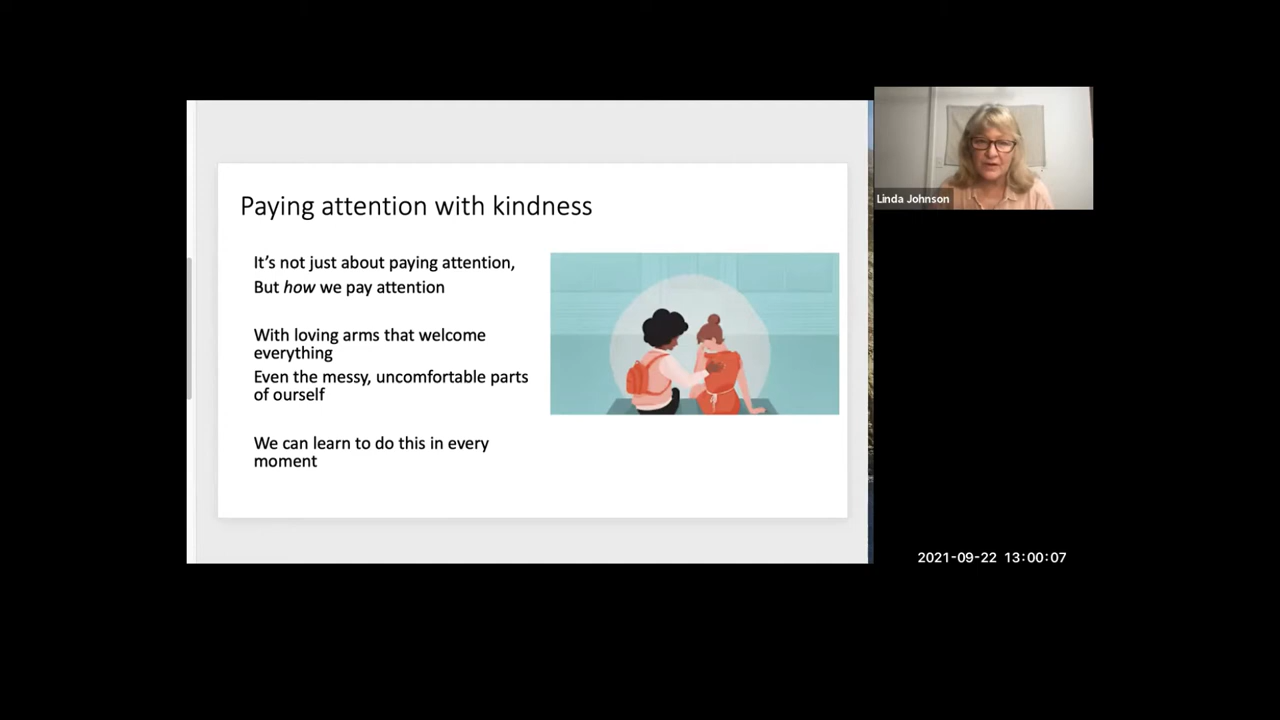 Paying attention with kindness
It’s not just about paying attention,
But how we pay attention
With loving arms that welcome
everything
Even the messy, uncomfortable parts
of ourself
We can learn to do this in every
moment
Linda Johnson
2021-09-22 13:00:07